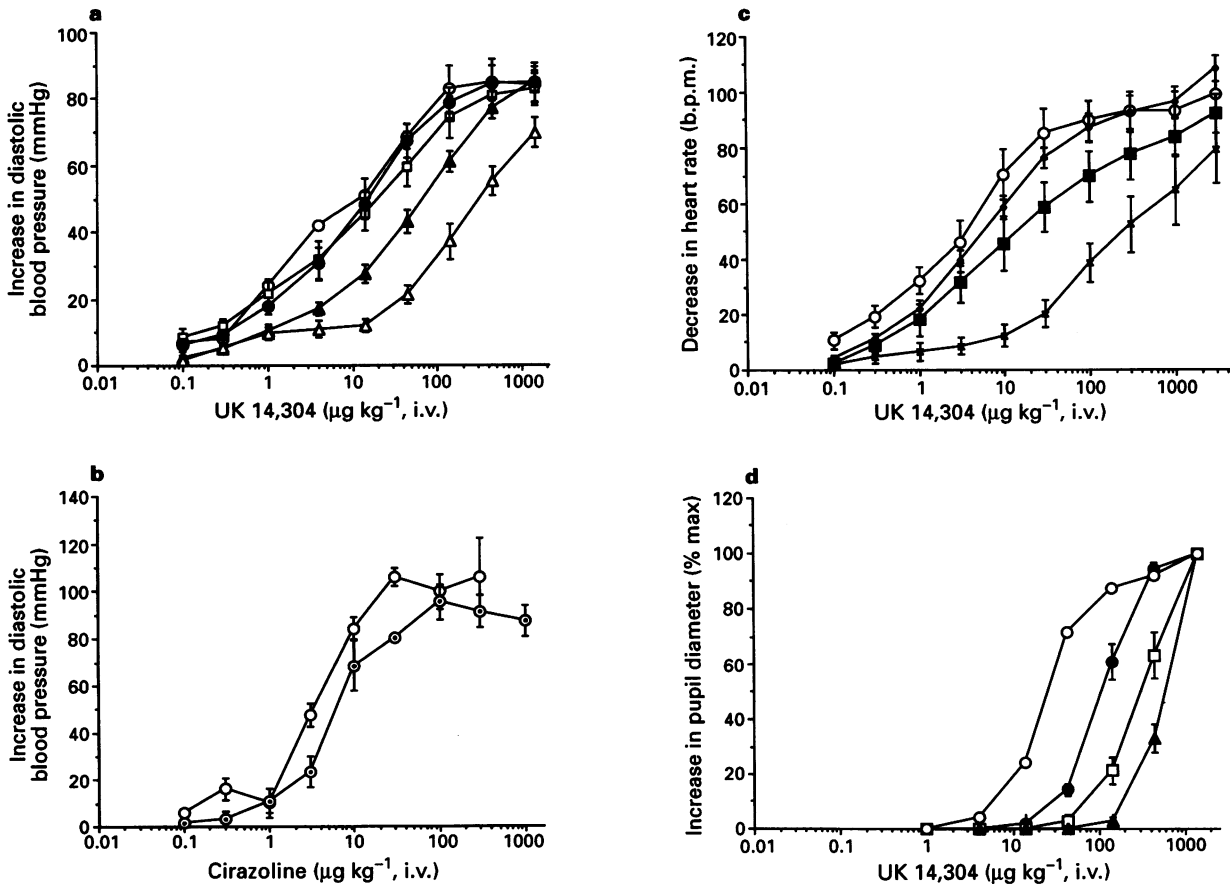 a
Increase in diastolic
blood pressure (mmHg)
100
80
60
40
20
0
0.01 0.1 1 10 100 1000
UK 14,304 (µg kg⁻¹, i.v.)
c
Decrease in heart rate (b.p.m.)
120
100
80
60
40
20
0
0.01 0.1 1 10 100 1000
UK 14,304 (µg kg⁻¹, i.v.)
b
Increase in diastolic
blood pressure (mmHg)
140
120
100
80
60
40
20
0
0.01 0.1 1 10 100 1000
Cirazoline (µg kg⁻¹, i.v.)
d
Increase in pupil diameter (% max)
120
100
80
60
40
20
0
0.01 0.1 1 10 100 1000
UK 14,304 (µg kg⁻¹, i.v.)